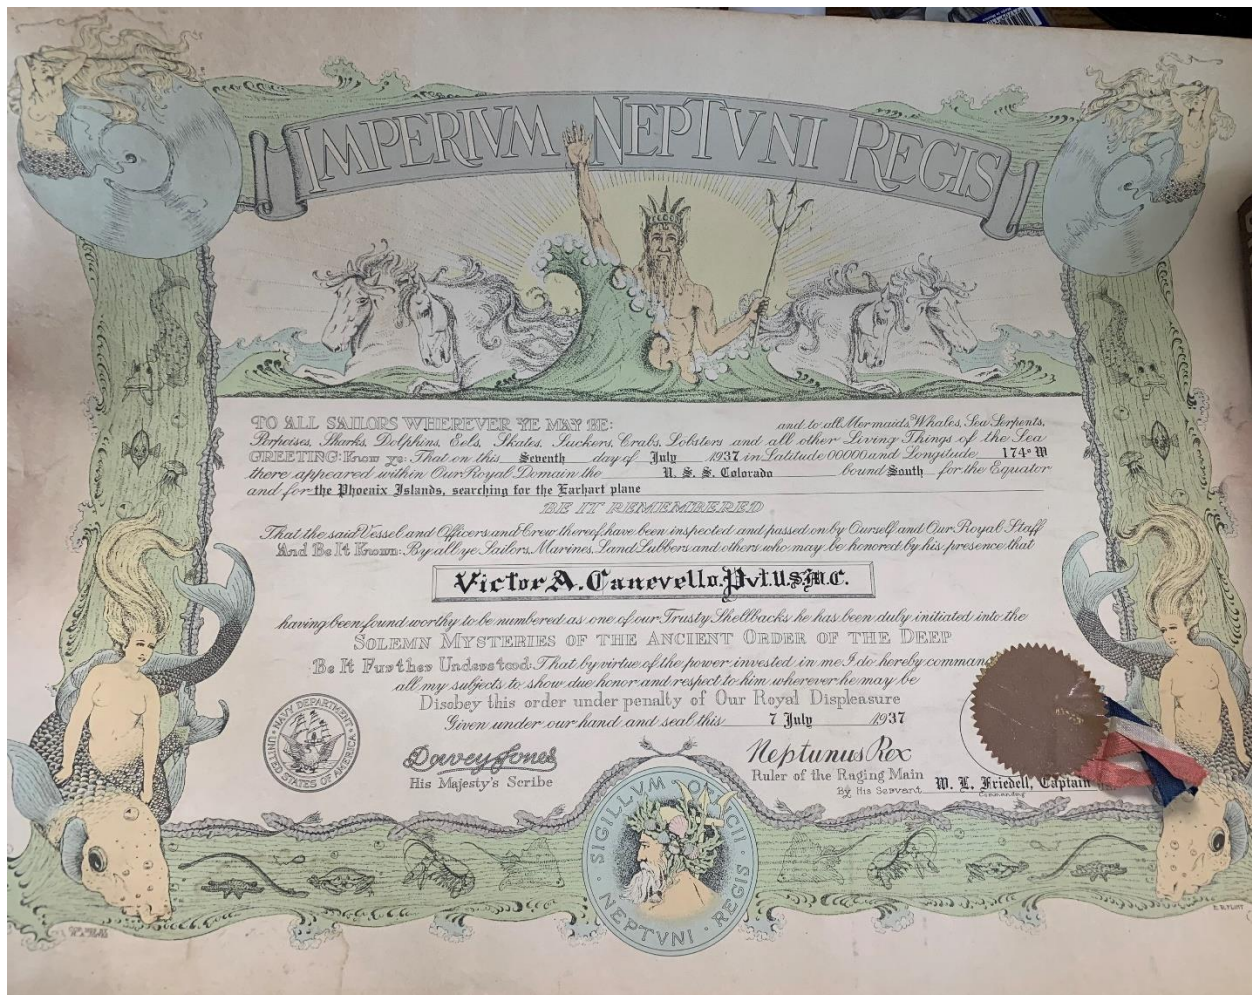 IMPERIVM NEPTVNI REGIS
TO ALL SAILORS WHEREVER YE MAY BE: and to all Mermaids, Whales, Sea Serpents,
Porpoises, Sharks, Dolphins, Eels, Skates, Suckers, Crabs, Lobsters and all other Living Things of the Sea
GREETING: Know ye: That on this Seventh day of July 1937 in Latitude 00000 and Longitude 174° W
there appeared within Our Royal Domain the U. S. S. Colorado bound South for the Equator
and for the Phoenix Islands, searching for the Earhart plane
BE IT REMEMBERED
That the said Vessel and Officers and Crew thereof have been inspected and passed on by Ourself and Our Royal Staff
And Be It Known: By all ye Sailors, Marines, Land Lubbers and others who may be honored by his presence that
Victor A. Canevello, Pvt. U.S.M.C.
having been found worthy to be numbered as one of our Trusty Shellbacks he has been duly initiated into the
SOLEMN MYSTERIES OF THE ANCIENT ORDER OF THE DEEP
Be It Further Understood: That by virtue of the power invested in me I do hereby command
all my subjects to show due honor and respect to him wherever he may be
Disobey this order under penalty of Our Royal Displeasure
Given under our hand and seal this 7 July 1937
NAVY DEPARTMENT
UNITED STATES OF AMERICA
Davey Jones
His Majesty's Scribe
Neptunus Rex
Ruler of the Raging Main
By His Servant W. L. Friedell, Captain
Commanding
SIGILLVM
NEPTVNI REGIS